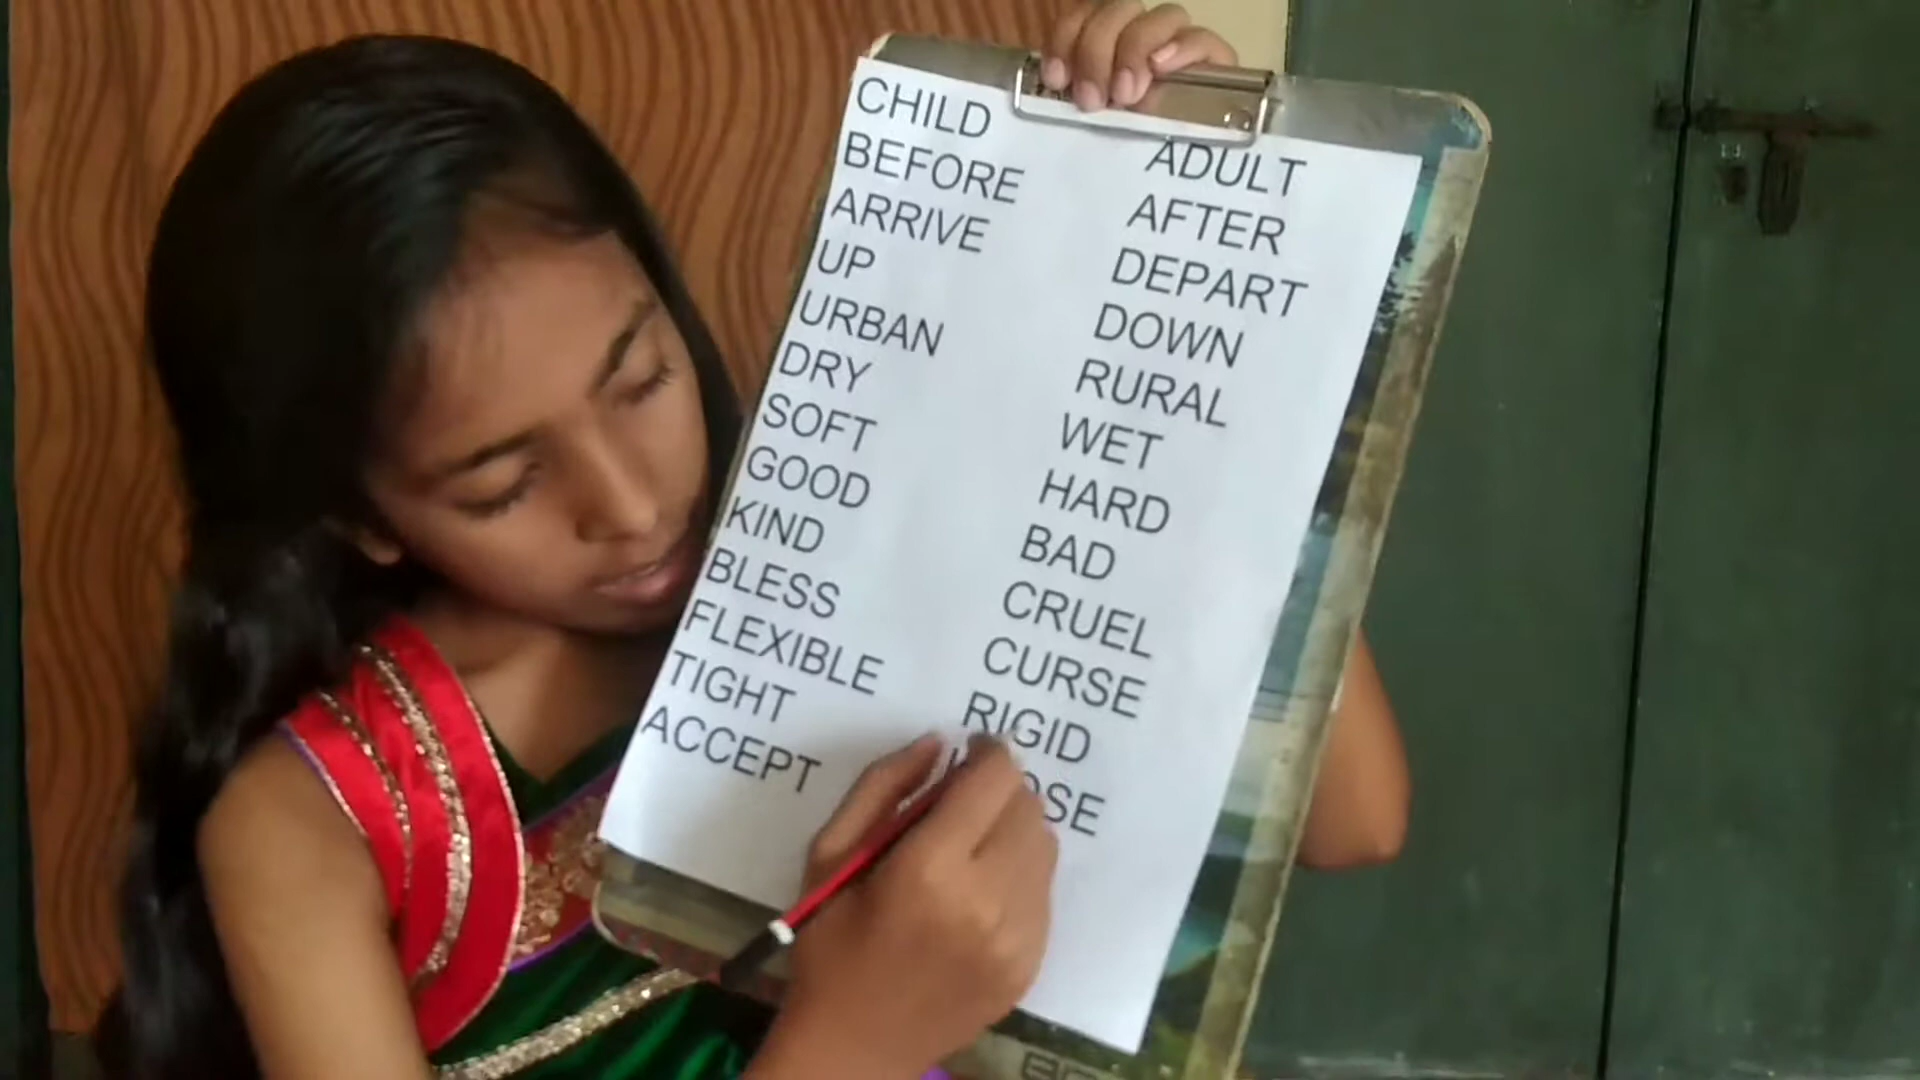 CHILD ADULT
BEFORE AFTER
ARRIVE DEPART
UP DOWN
URBAN RURAL
DRY WET
SOFT HARD
GOOD BAD
KIND CRUEL
BLESS CURSE
FLEXIBLE RIGID
TIGHT
ACCEPT